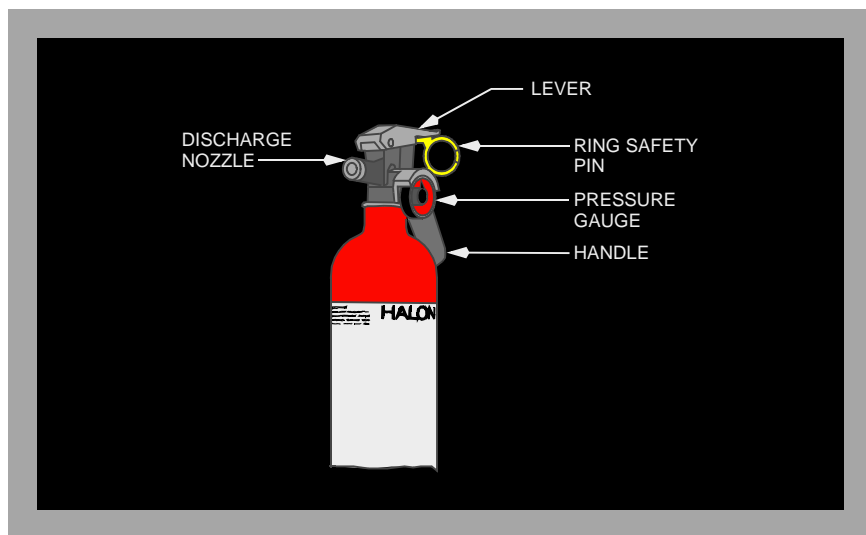 LEVER
DISCHARGE
NOZZLE
RING SAFETY
PIN
PRESSURE
GAUGE
HANDLE
HALON